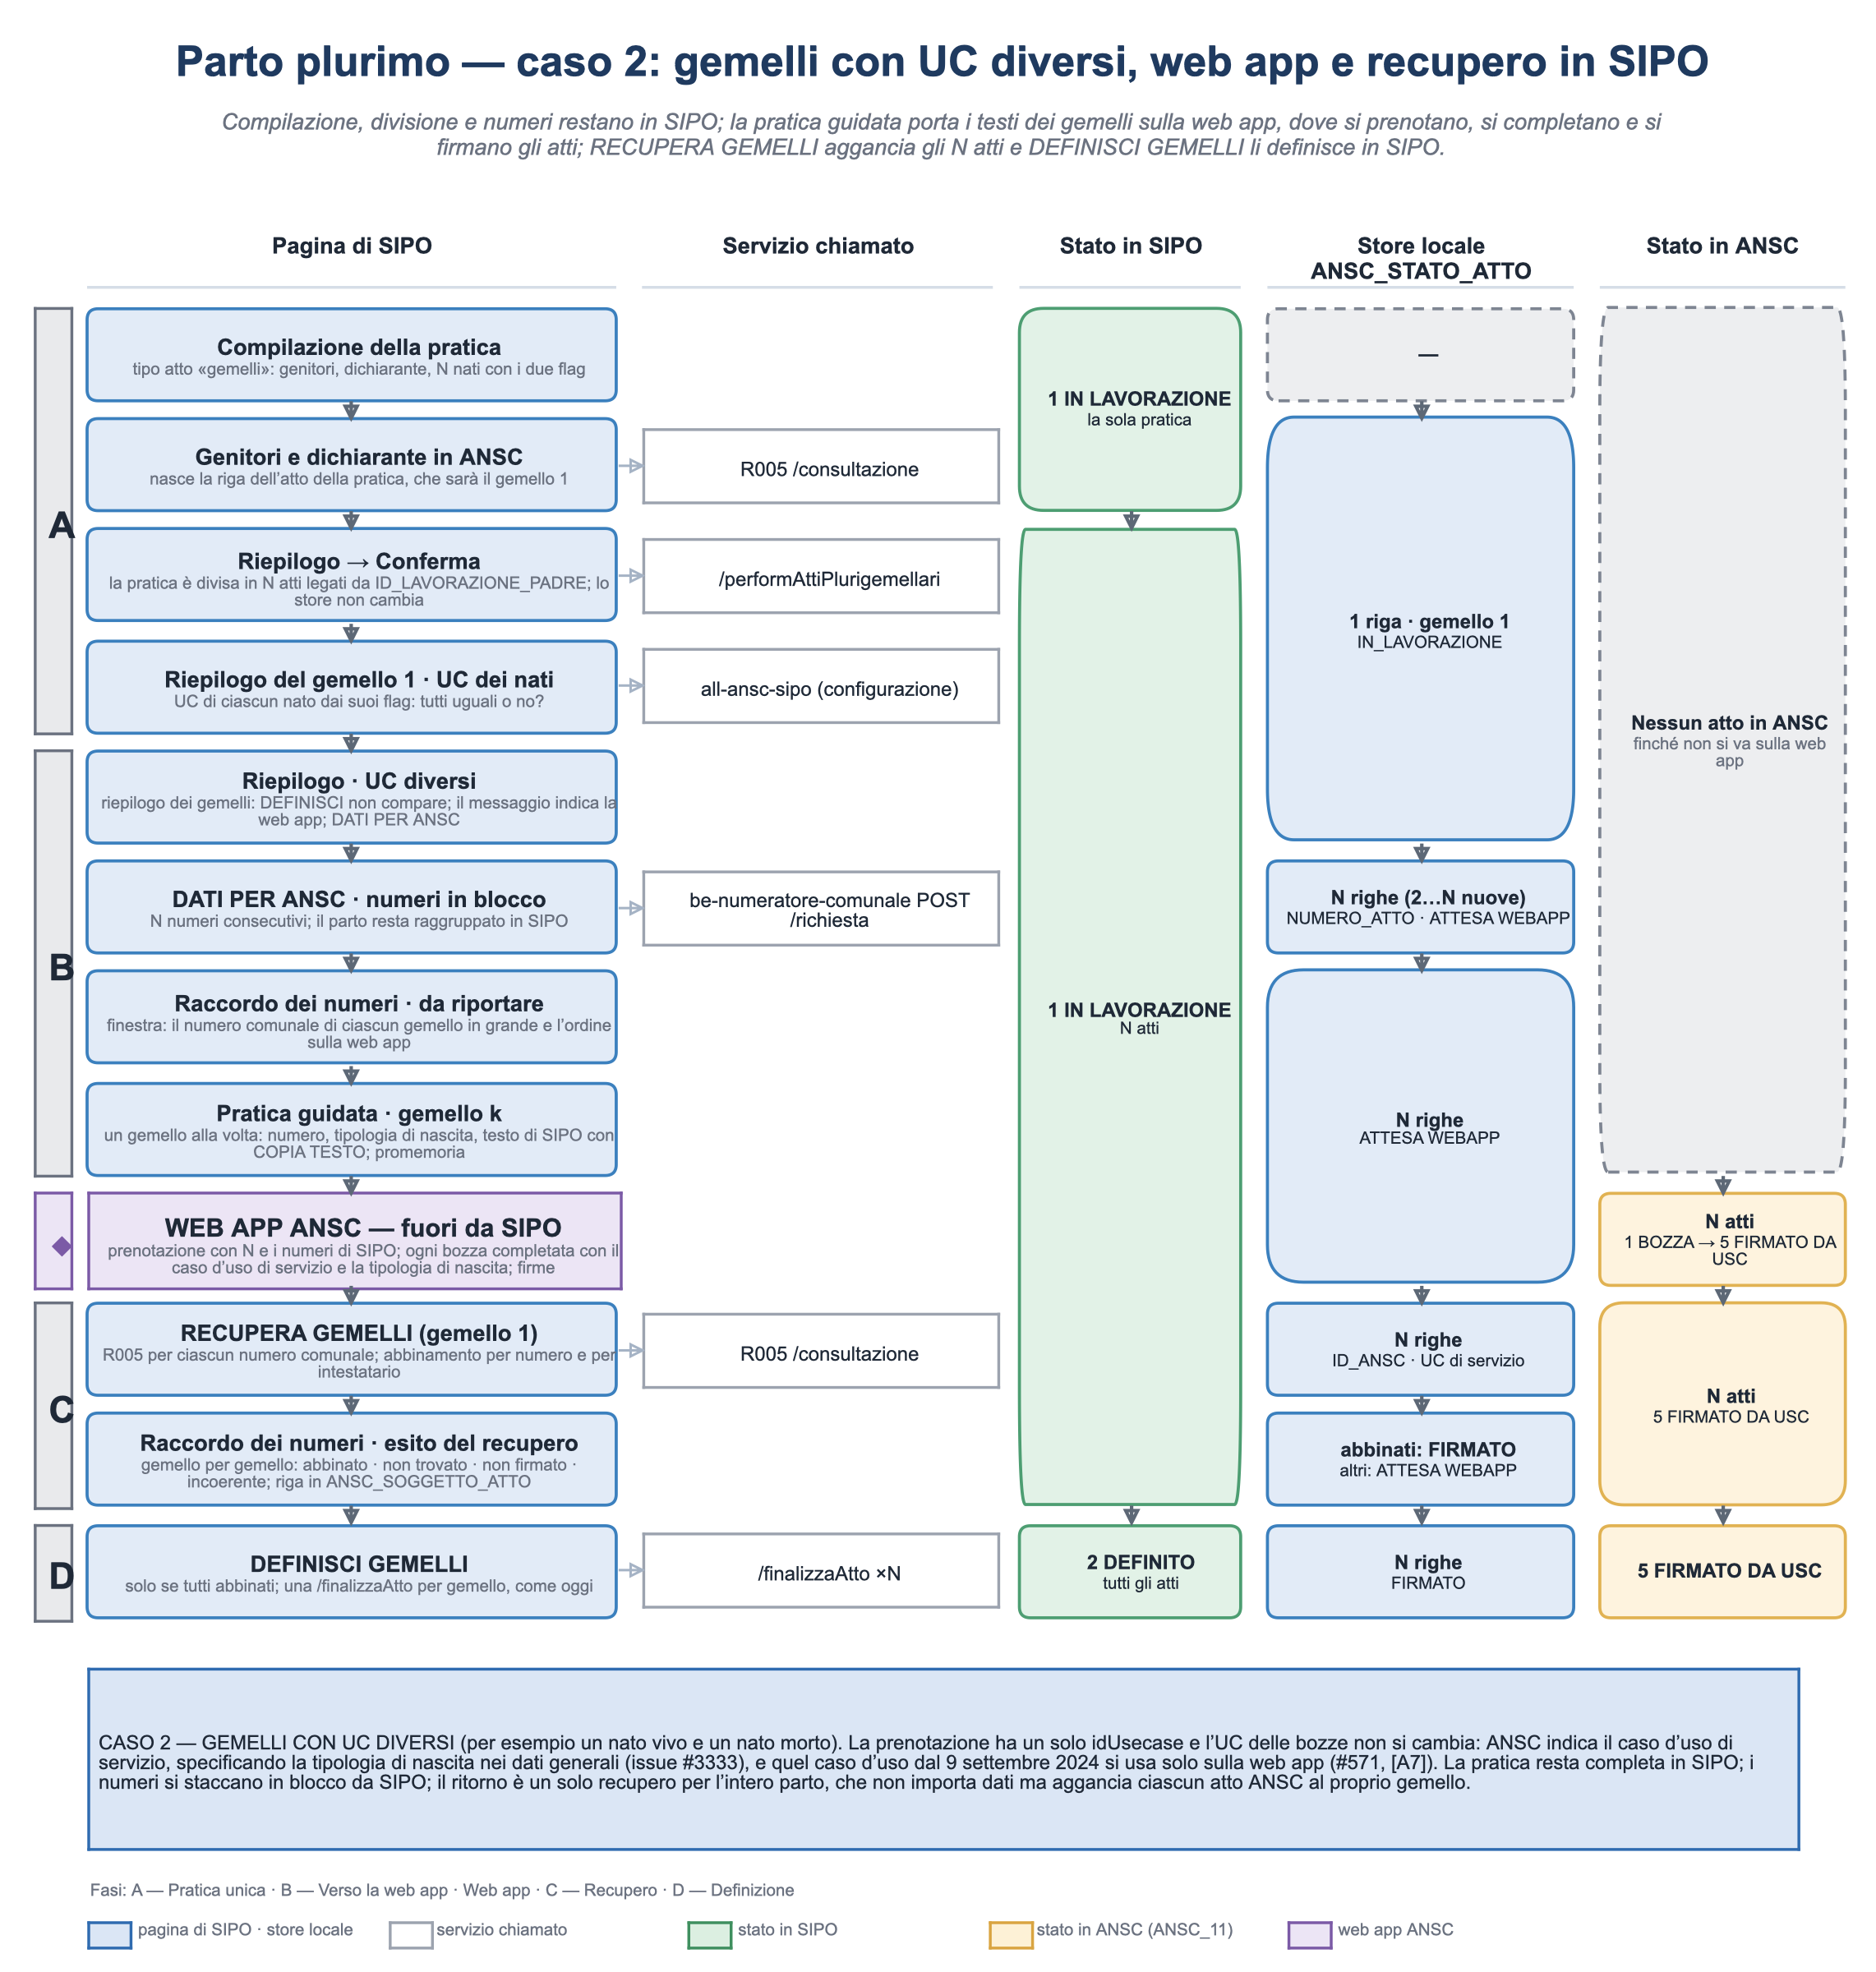 Parto plurimo — caso 2: gemelli con UC diversi, web app e recupero in SIPO
Compilazione, divisione e numeri restano in SIPO; la pratica guidata porta i testi dei gemelli sulla web app, dove si prenotano, si completano e si
firmano gli atti; RECUPERA GEMELLI aggancia gli N atti e DEFINISCI GEMELLI li definisce in SIPO.
Pagina di SIPO
Servizio chiamato
Stato in SIPO
Store locale
ANSC_STATO_ATTO
Stato in ANSC
A
Compilazione della pratica
tipo atto «gemelli»: genitori, dichiarante, N nati con i due flag
1 IN LAVORAZIONE
la sola pratica
—
Genitori e dichiarante in ANSC
nasce la riga dell’atto della pratica, che sarà il gemello 1
R005 /consultazione
Riepilogo → Conferma
la pratica è divisa in N atti legati da ID_LAVORAZIONE_PADRE; lo
store non cambia
/performAttiPlurigemellari
1 riga · gemello 1
IN_LAVORAZIONE
Riepilogo del gemello 1 · UC dei nati
UC di ciascun nato dai suoi flag: tutti uguali o no?
all-ansc-sipo (configurazione)
Nessun atto in ANSC
finché non si va sulla web
app
B
Riepilogo · UC diversi
riepilogo dei gemelli: DEFINISCI non compare; il messaggio indica la
web app; DATI PER ANSC
DATI PER ANSC · numeri in blocco
N numeri consecutivi; il parto resta raggruppato in SIPO
be-numeratore-comunale POST
/richiesta
N righe (2…N nuove)
NUMERO_ATTO · ATTESA WEBAPP
Raccordo dei numeri · da riportare
finestra: il numero comunale di ciascun gemello in grande e l’ordine
sulla web app
1 IN LAVORAZIONE
N atti
Pratica guidata · gemello k
un gemello alla volta: numero, tipologia di nascita, testo di SIPO con
COPIA TESTO; promemoria
N righe
ATTESA WEBAPP
◆
WEB APP ANSC — fuori da SIPO
prenotazione con N e i numeri di SIPO; ogni bozza completata con il
caso d’uso di servizio e la tipologia di nascita; firme
N atti
1 BOZZA → 5 FIRMATO DA
USC
C
RECUPERA GEMELLI (gemello 1)
R005 per ciascun numero comunale; abbinamento per numero e per
intestatario
R005 /consultazione
N righe
ID_ANSC · UC di servizio
N atti
5 FIRMATO DA USC
Raccordo dei numeri · esito del recupero
gemello per gemello: abbinato · non trovato · non firmato ·
incoerente; riga in ANSC_SOGGETTO_ATTO
abbinati: FIRMATO
altri: ATTESA WEBAPP
D
DEFINISCI GEMELLI
solo se tutti abbinati; una /finalizzaAtto per gemello, come oggi
/finalizzaAtto ×N
2 DEFINITO
tutti gli atti
N righe
FIRMATO
5 FIRMATO DA USC
CASO 2 — GEMELLI CON UC DIVERSI (per esempio un nato vivo e un nato morto). La prenotazione ha un solo idUsecase e l’UC delle bozze non si cambia: ANSC indica il caso d’uso di
servizio, specificando la tipologia di nascita nei dati generali (issue #3333), e quel caso d’uso dal 9 settembre 2024 si usa solo sulla web app (#571, [A7]). La pratica resta completa in SIPO; i
numeri si staccano in blocco da SIPO; il ritorno è un solo recupero per l’intero parto, che non importa dati ma aggancia ciascun atto ANSC al proprio gemello.
Fasi: A — Pratica unica · B — Verso la web app · Web app · C — Recupero · D — Definizione
pagina di SIPO · store locale
servizio chiamato
stato in SIPO
stato in ANSC (ANSC_11)
web app ANSC